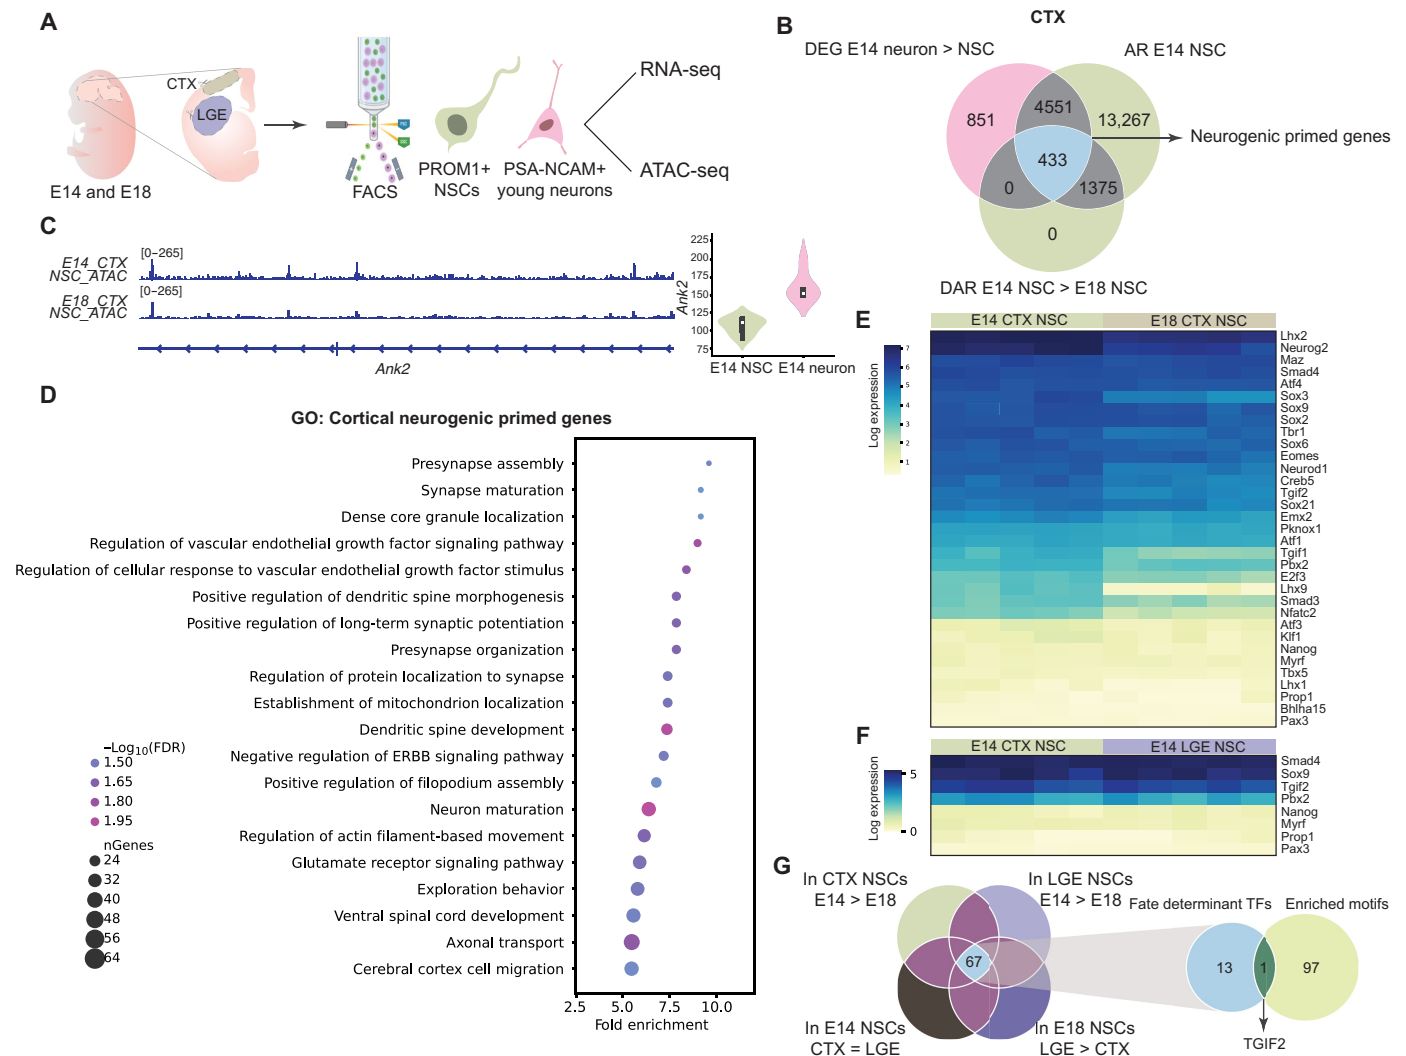 A
CTX
LGE
E14 and E18
FACS
PROM1+
NSCs
PSA-NCAM+
young neurons
RNA-seq
ATAC-seq
B
CTX
DEG E14 neuron > NSC
AR E14 NSC
851
4551
13,267
433
0
1375
0
Neurogenic primed genes
DAR E14 NSC > E18 NSC
C
[0–265]
E14_CTX
NSC_ATAC
[0–265]
E18_CTX
NSC_ATAC
Ank2
Ank2
225
200
175
150
125
100
75
E14 NSC
E14 neuron
D
GO: Cortical neurogenic primed genes
Presynapse assembly
Synapse maturation
Dense core granule localization
Regulation of vascular endothelial growth factor signaling pathway
Regulation of cellular response to vascular endothelial growth factor stimulus
Positive regulation of dendritic spine morphogenesis
Positive regulation of long-term synaptic potentiation
Presynapse organization
Regulation of protein localization to synapse
Establishment of mitochondrion localization
Dendritic spine development
Negative regulation of ERBB signaling pathway
Positive regulation of filopodium assembly
Neuron maturation
Regulation of actin filament-based movement
Glutamate receptor signaling pathway
Exploration behavior
Ventral spinal cord development
Axonal transport
Cerebral cortex cell migration
2.5
5.0
7.5
10.0
Fold enrichment
–Log10(FDR)
1.50
1.65
1.80
1.95
nGenes
24
32
40
48
56
64
E
E14 CTX NSC
E18 CTX NSC
Log expression
7
6
5
4
3
2
1
Lhx2
Neurog2
Maz
Smad4
Atf4
Sox3
Sox9
Sox2
Tbr1
Sox6
Eomes
Neurod1
Creb5
Tgif2
Sox21
Emx2
Pknox1
Atf1
Tgif1
Pbx2
E2f3
Lhx9
Smad3
Nfatc2
Atf3
Klf1
Nanog
Myrf
Tbx5
Lhx1
Prop1
Bhlha15
Pax3
F
E14 CTX NSC
E14 LGE NSC
Log expression
5
0
Smad4
Sox9
Tgif2
Pbx2
Nanog
Myrf
Prop1
Pax3
G
In CTX NSCs
E14 > E18
In LGE NSCs
E14 > E18
67
In E14 NSCs
CTX = LGE
In E18 NSCs
LGE > CTX
Fate determinant TFs
Enriched motifs
13
1
97
TGIF2